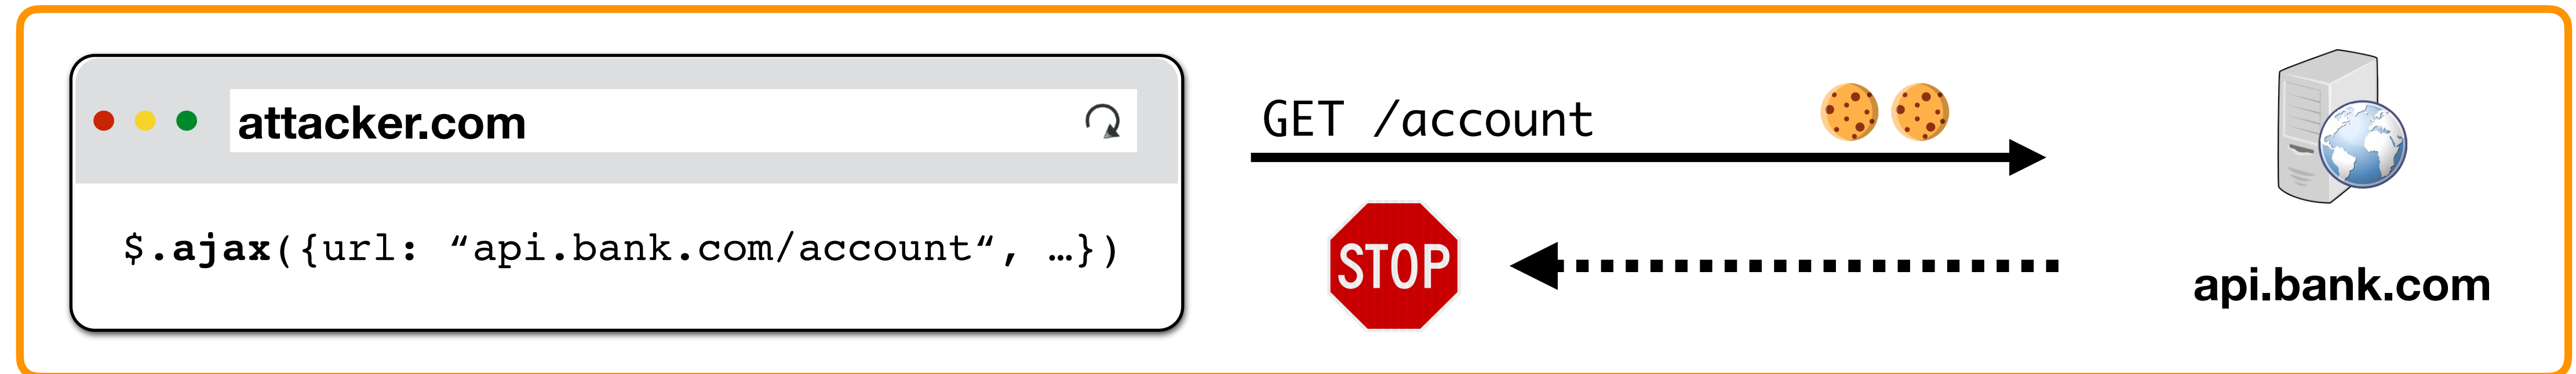 attacker.com
$.ajax({url: “api.bank.com/account“, …})
GET /account
STOP
api.bank.com